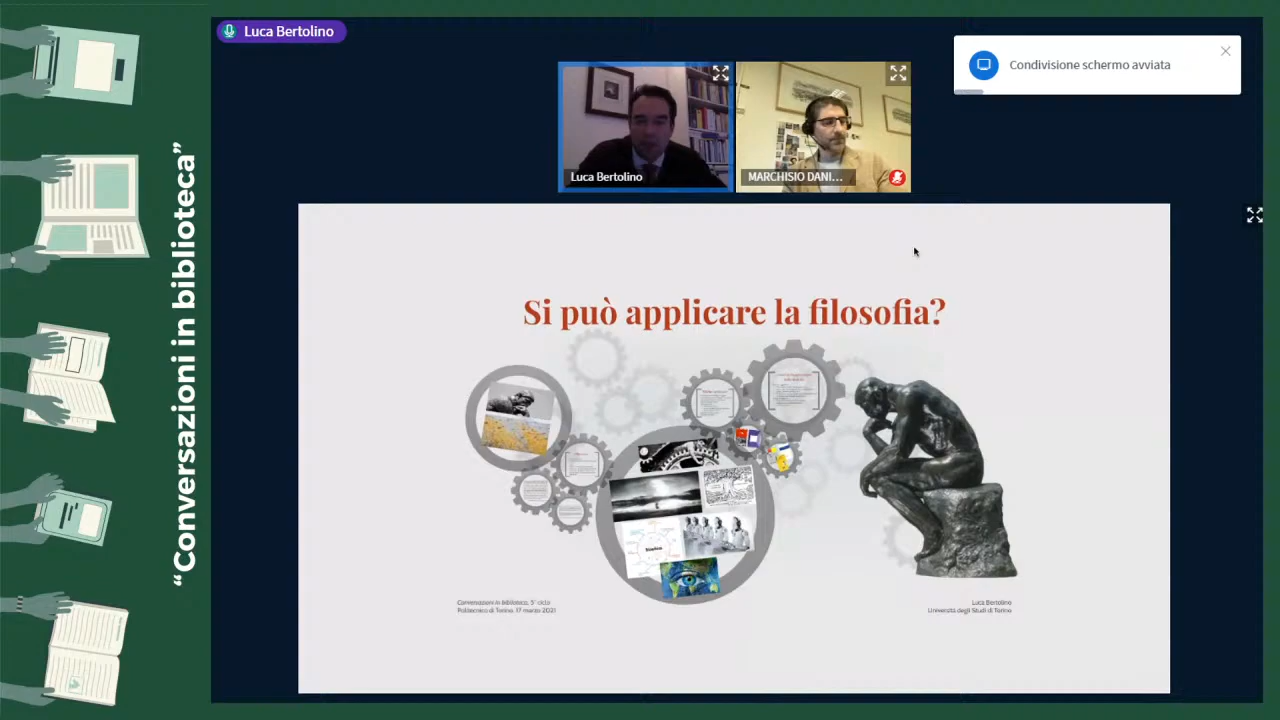 “Conversazioni in biblioteca”
Luca Bertolino
Condivisione schermo avviata
Luca Bertolino
MARCHISIO DANI...
Si può applicare la filosofia?
Conversazioni in biblioteca, 5° ciclo
Politecnico di Torino, 17 marzo 2021
Luca Bertolino
Università degli Studi di Torino